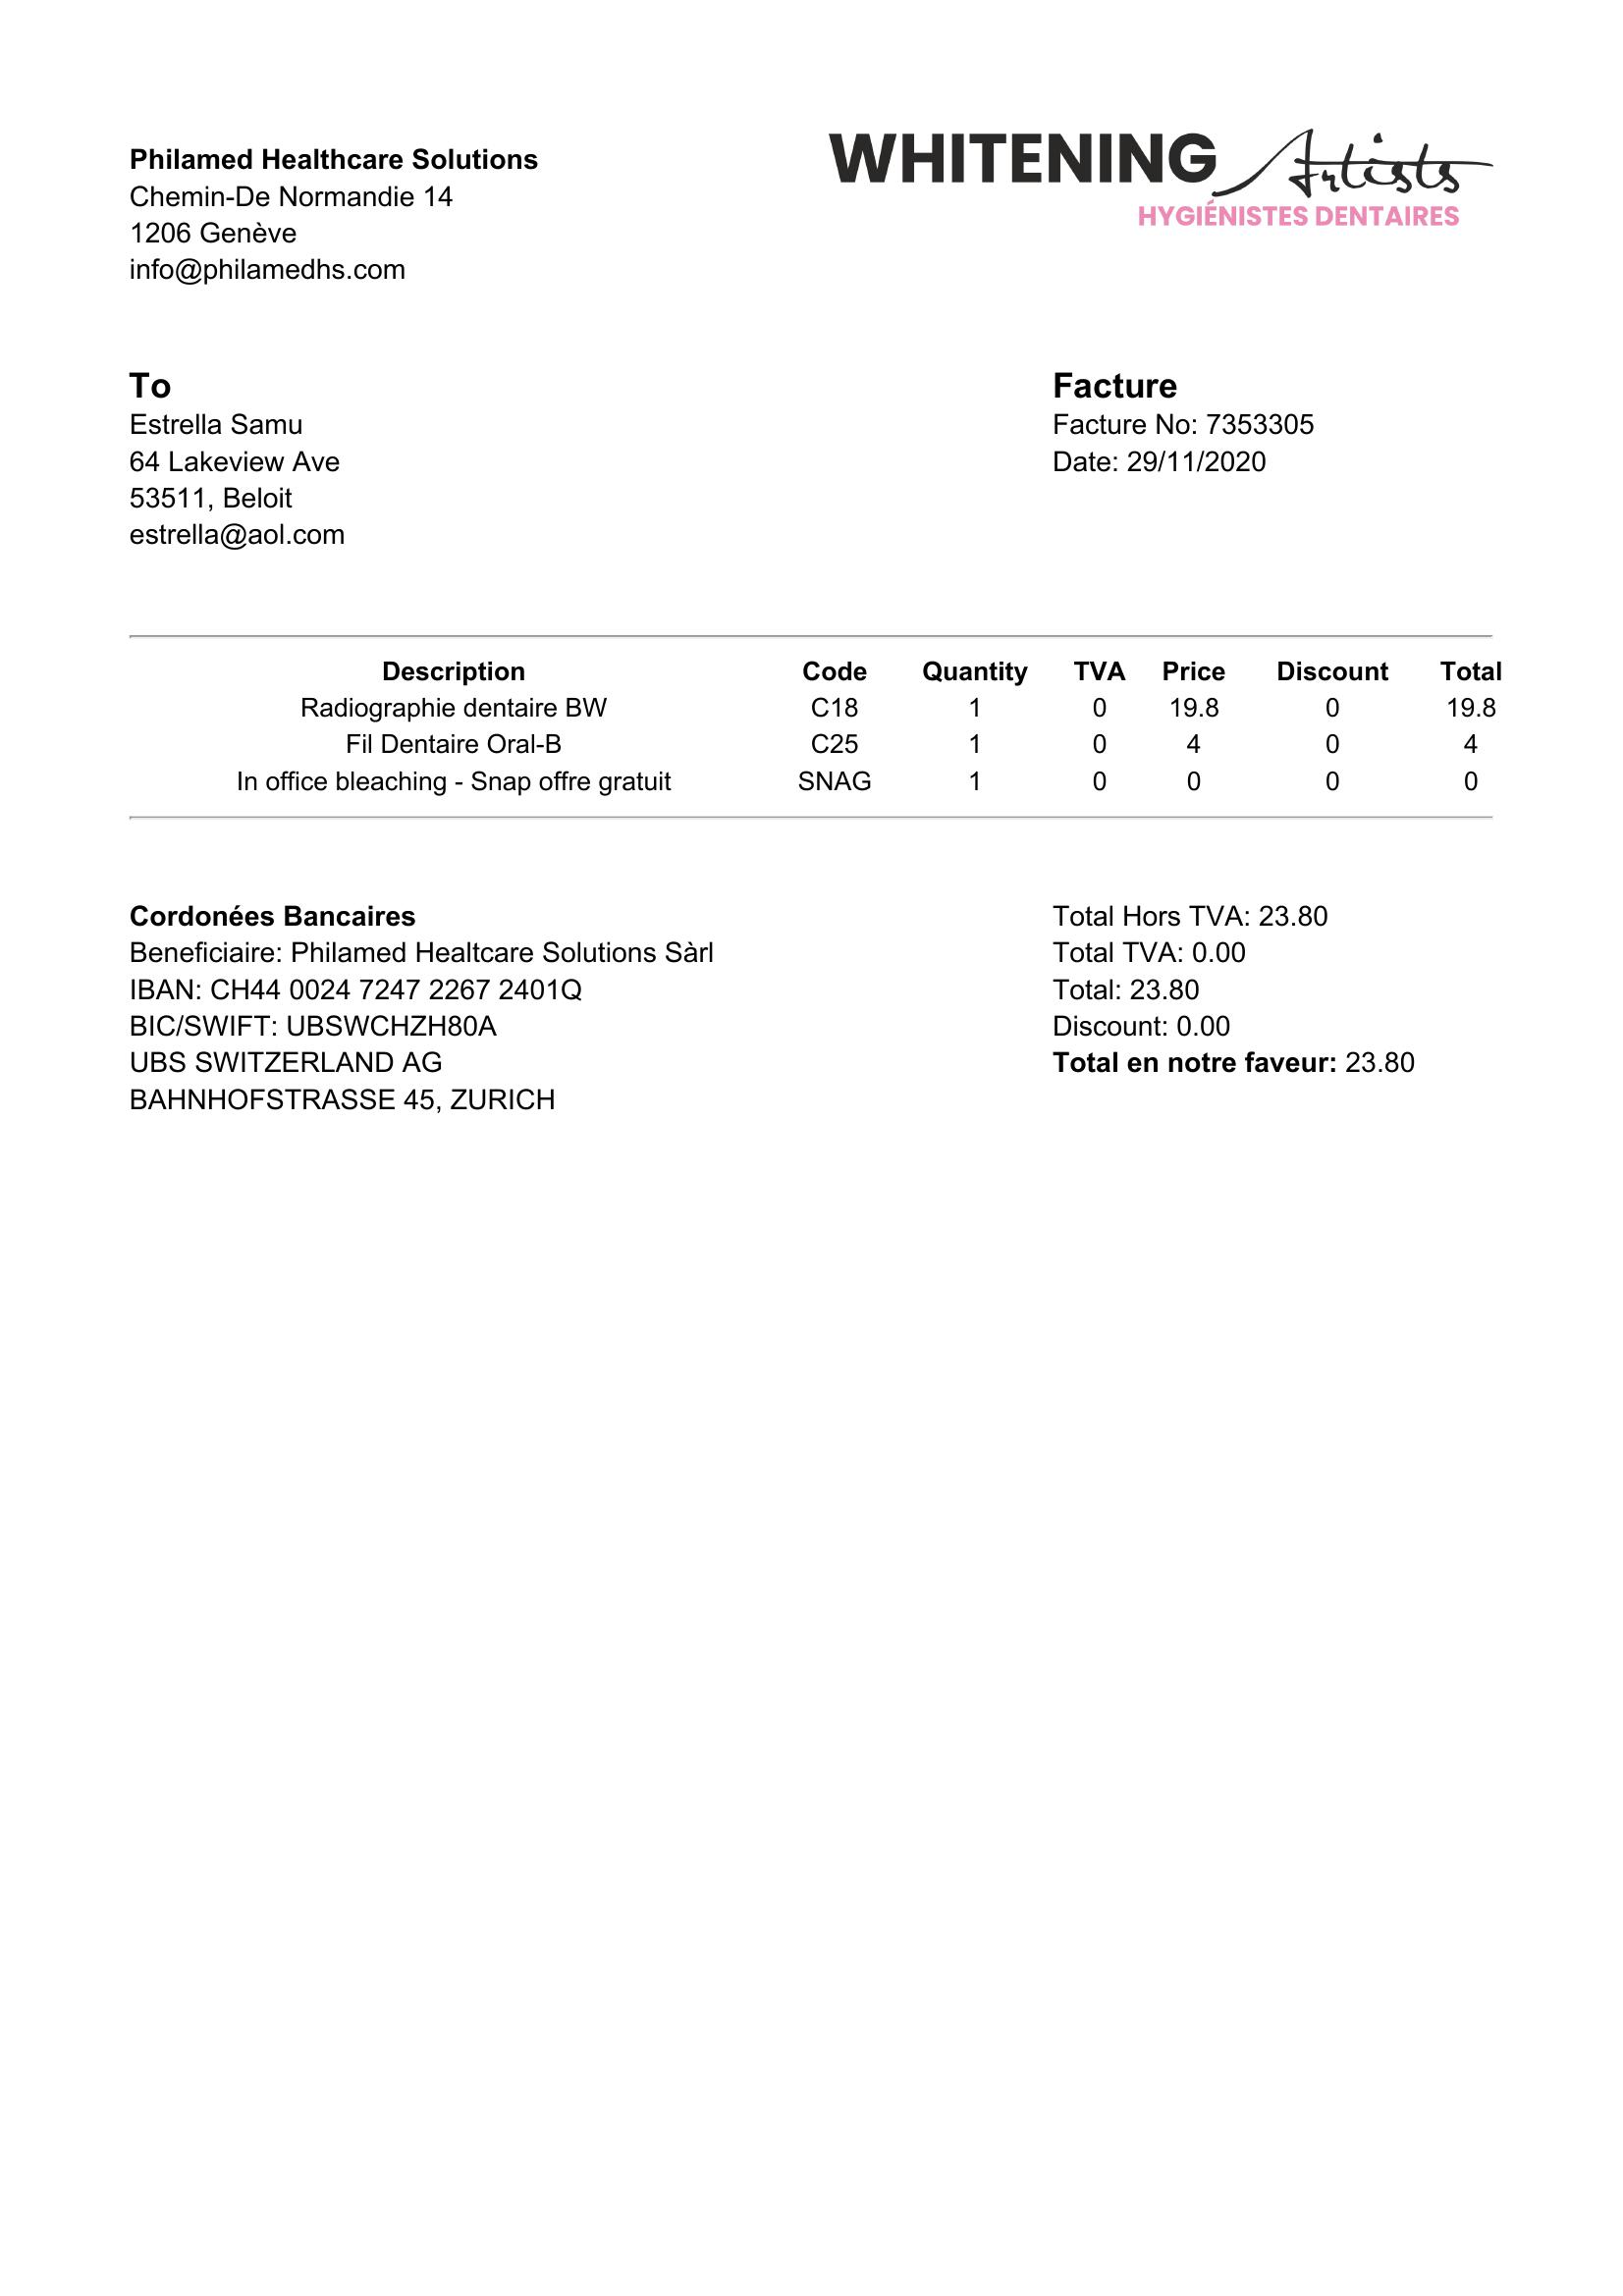 Philamed Healthcare Solutions
Chemin-De Normandie 14
1206 Genève
info@philamedhs.com
WHITENING Artists
HYGIÉNISTES DENTAIRES
To
Estrella Samu
64 Lakeview Ave
53511, Beloit
estrella@aol.com
Facture
Facture No: 7353305
Date: 29/11/2020
Description Code Quantity TVA Price Discount Total
Radiographie dentaire BW C18 1 0 19.8 0 19.8
Fil Dentaire Oral-B C25 1 0 4 0 4
In office bleaching - Snap offre gratuit SNAG 1 0 0 0 0
Cordonées Bancaires
Beneficiaire: Philamed Healtcare Solutions Sàrl
IBAN: CH44 0024 7247 2267 2401Q
BIC/SWIFT: UBSWCHZH80A
UBS SWITZERLAND AG
BAHNHOFSTRASSE 45, ZURICH
Total Hors TVA: 23.80
Total TVA: 0.00
Total: 23.80
Discount: 0.00
Total en notre faveur: 23.80